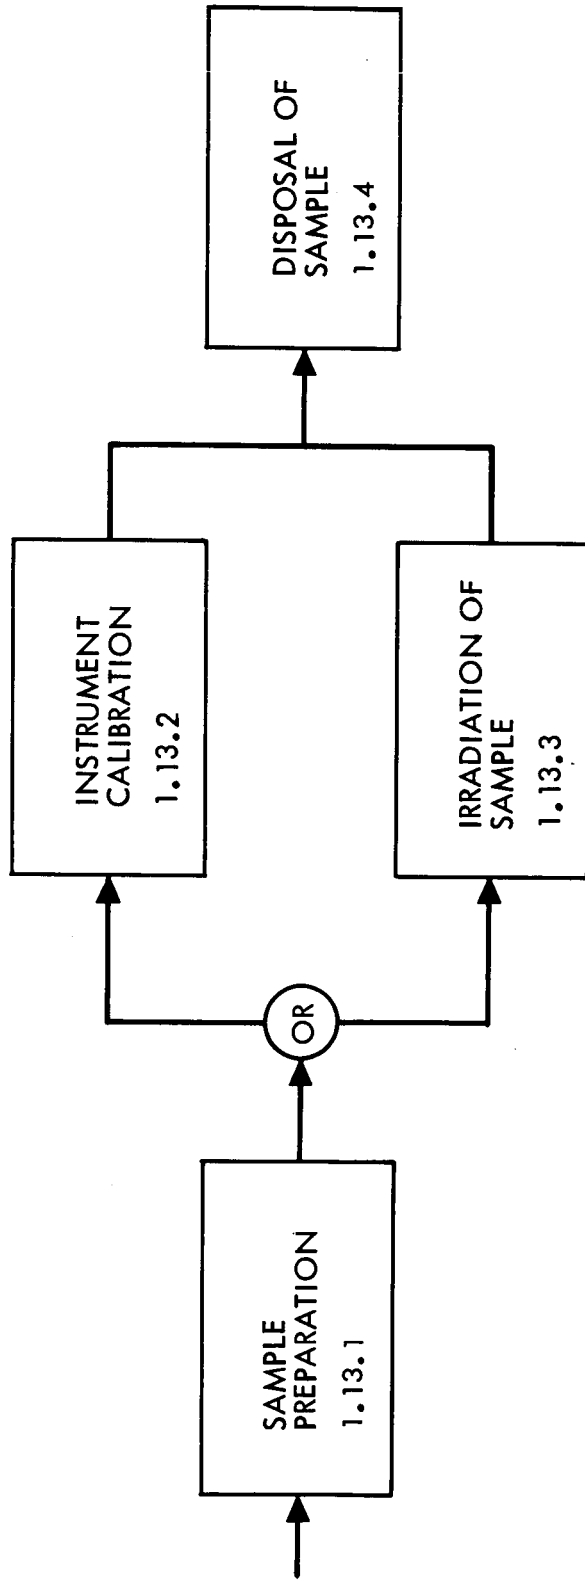 SAMPLE
PREPARATION
1.13.1
OR
INSTRUMENT
CALIBRATION
1.13.2
IRRADIATION OF
SAMPLE
1.13.3
DISPOSAL OF
SAMPLE
1.13.4